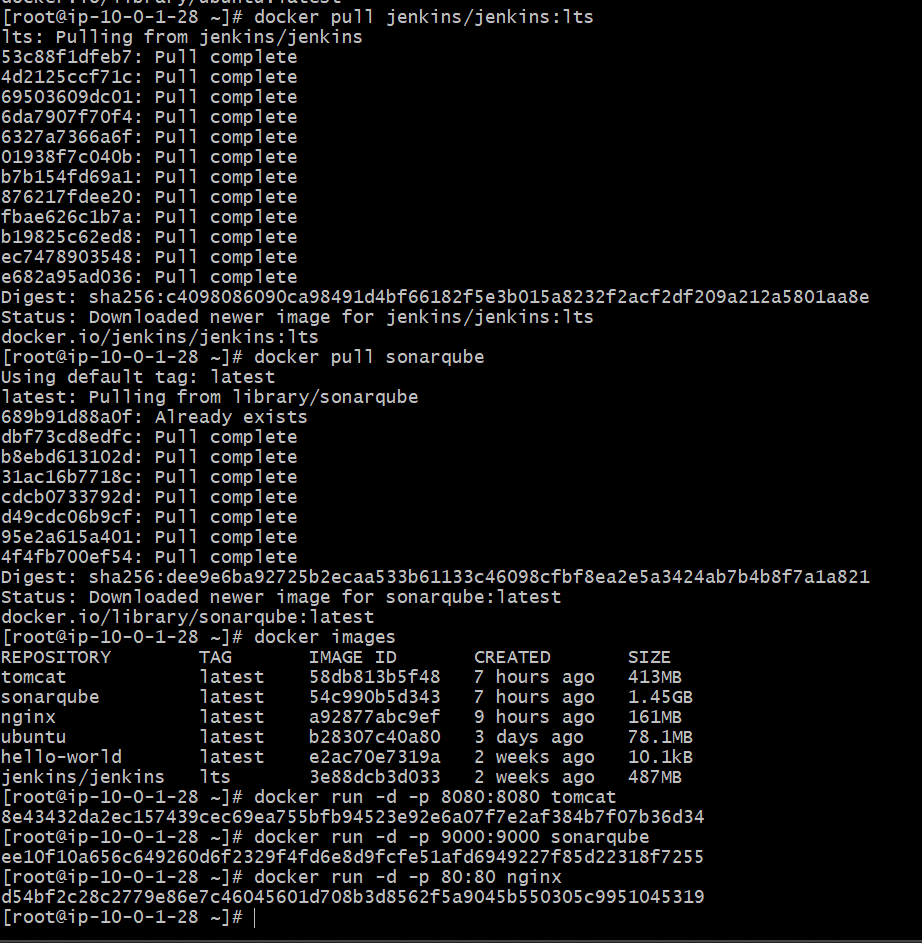 docker.io/library/ubuntu:latest
[root@ip-10-0-1-28 ~]# docker pull jenkins/jenkins:lts
lts: Pulling from jenkins/jenkins
53c88f1dfeb7: Pull complete
4d2125ccf71c: Pull complete
69503609dc01: Pull complete
6da7907f70f4: Pull complete
6327a7366a6f: Pull complete
01938f7c040b: Pull complete
b7b154fd69a1: Pull complete
876217fdee20: Pull complete
fbae626c1b7a: Pull complete
b19825c62ed8: Pull complete
ec7478903548: Pull complete
e682a95ad036: Pull complete
Digest: sha256:c4098086090ca98491d4bf66182f5e3b015a8232f2acf2df209a212a5801aa8e
Status: Downloaded newer image for jenkins/jenkins:lts
docker.io/jenkins/jenkins:lts
[root@ip-10-0-1-28 ~]# docker pull sonarqube
Using default tag: latest
latest: Pulling from library/sonarqube
689b91d88a0f: Already exists
dbf73cd8edfc: Pull complete
b8ebd613102d: Pull complete
31ac16b7718c: Pull complete
cdcb0733792d: Pull complete
d49cdc06b9cf: Pull complete
95e2a615a401: Pull complete
4f4fb700ef54: Pull complete
Digest: sha256:dee9e6ba92725b2ecaa533b61133c46098cfbf8ea2e5a3424ab7b4b8f7a1a821
Status: Downloaded newer image for sonarqube:latest
docker.io/library/sonarqube:latest
[root@ip-10-0-1-28 ~]# docker images
REPOSITORY TAG IMAGE ID CREATED SIZE
tomcat latest 58db813b5f48 7 hours ago 413MB
sonarqube latest 54c990b5d343 7 hours ago 1.45GB
nginx latest a92877abc9ef 9 hours ago 161MB
ubuntu latest b28307c40a80 3 days ago 78.1MB
hello-world latest e2ac70e7319a 2 weeks ago 10.1kB
jenkins/jenkins lts 3e88dcb3d033 2 weeks ago 487MB
[root@ip-10-0-1-28 ~]# docker run -d -p 8080:8080 tomcat
8e43432da2ec157439cec69ea755bfb94523e92e6a07f7e2af384b7f07b36d34
[root@ip-10-0-1-28 ~]# docker run -d -p 9000:9000 sonarqube
ee10f10a656c649260d6f2329f4fd6e8d9fcfe51afd6949227f85d22318f7255
[root@ip-10-0-1-28 ~]# docker run -d -p 80:80 nginx
d54bf2c28c2779e86e7c46045601d708b3d8562f5a9045b550305c9951045319
[root@ip-10-0-1-28 ~]#